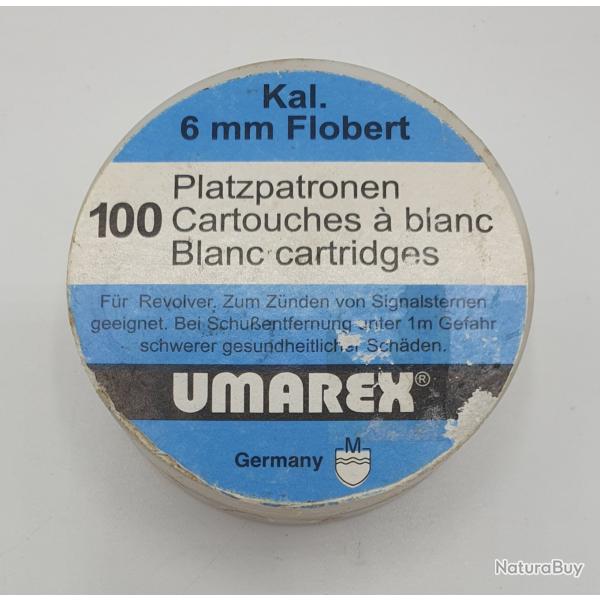 Kal.
6 mm Flobert
Platzpatronen
100 Cartouches à blanc
Blanc cartridges
Für Revolver. Zum Zünden von Signalsternen
geeignet. Bei Schußentfernung unter 1m Gefahr
schwerer gesundheitlicher Schäden.
UMAREX®
Germany M
NaturaBuy